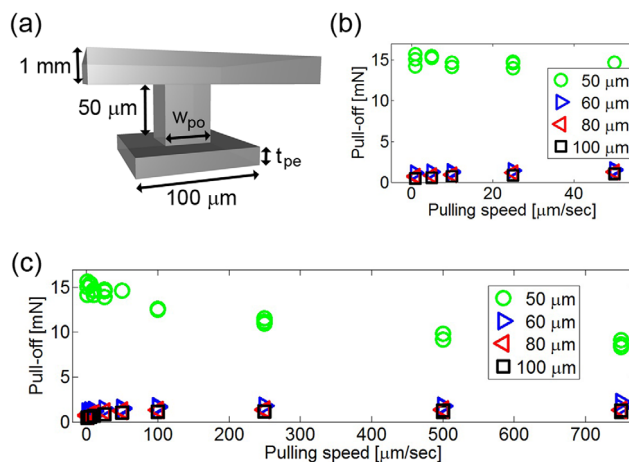 (a)
1 mm
50 μm
w_po
t_pe
100 μm
(b)
Pull-off [mN]
15
10
5
0
0 20 40
Pulling speed [μm/sec]
50 μm
60 μm
80 μm
100 μm
(c)
Pull-off [mN]
15
10
5
0
0 100 200 300 400 500 600 700
Pulling speed [μm/sec]
50 μm
60 μm
80 μm
100 μm